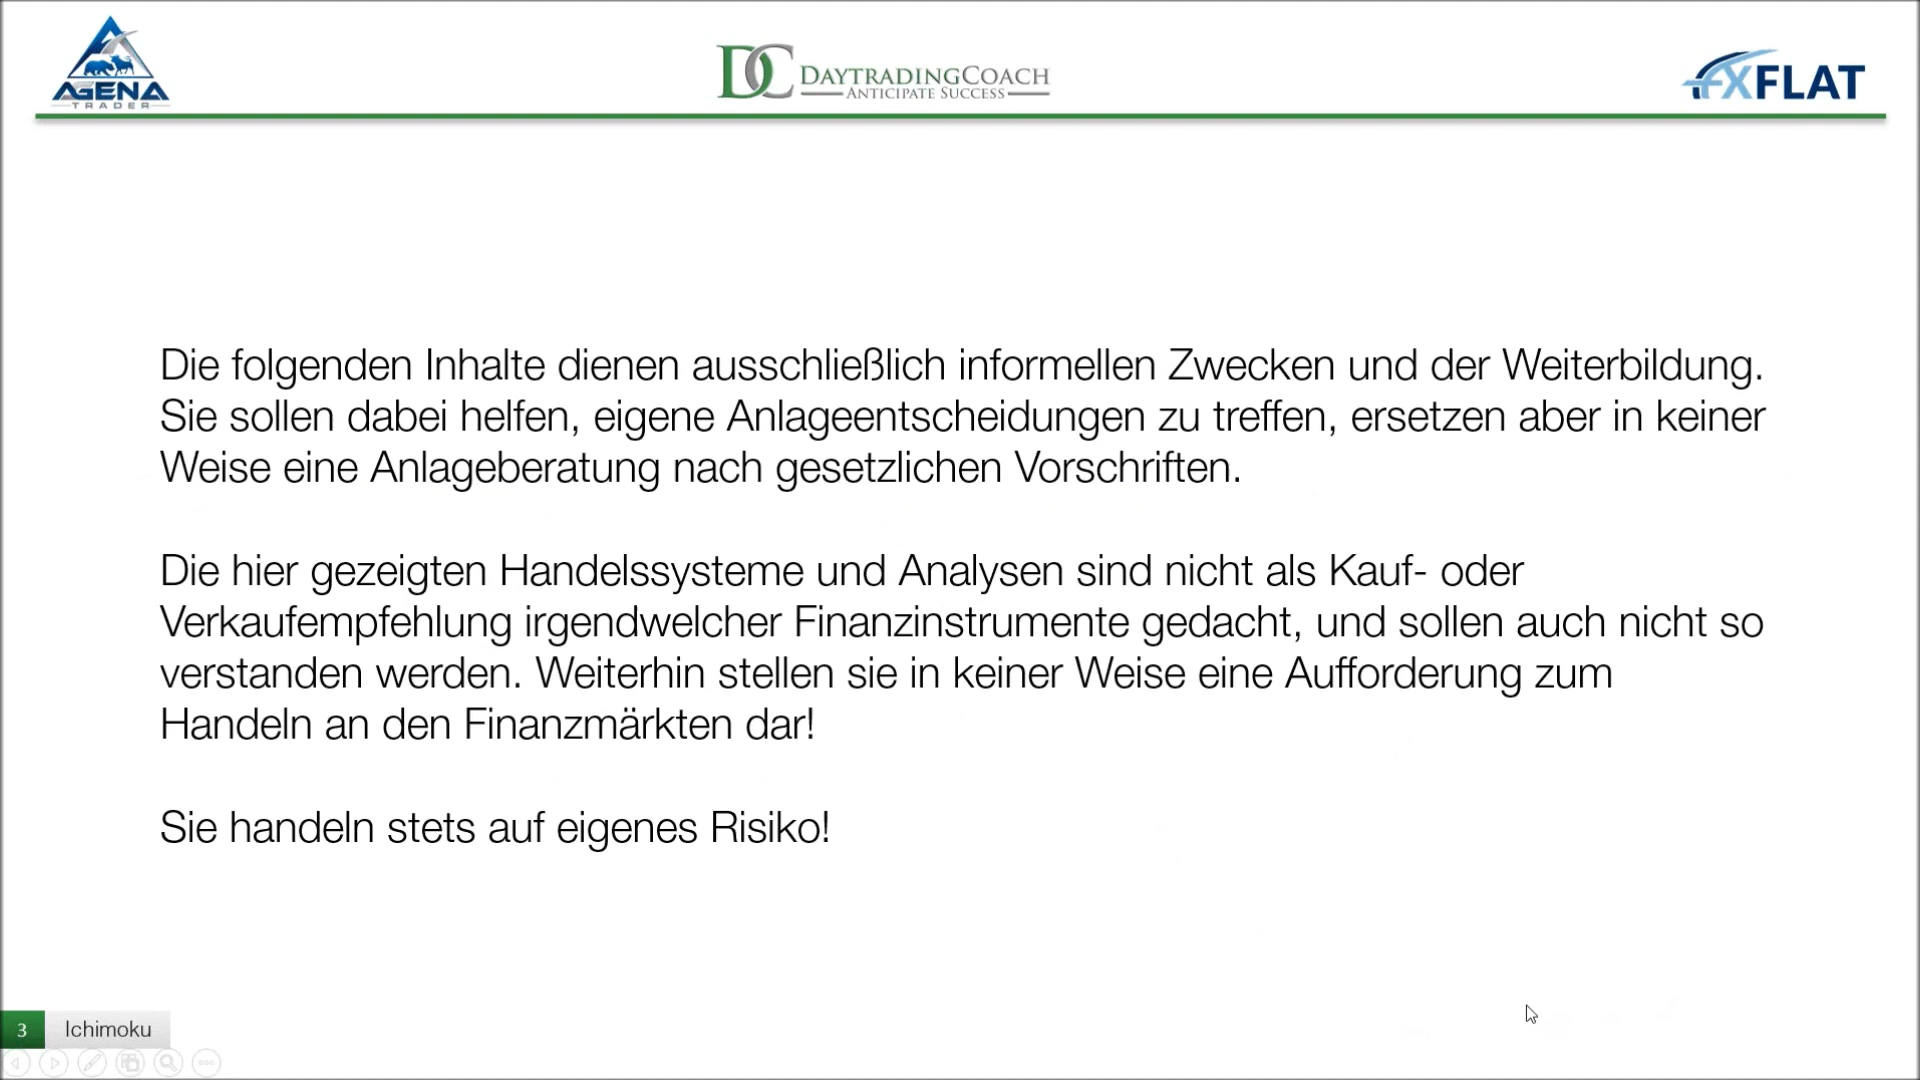 AGENA
TRADER
DC DAYTRADINGCOACH
ANTICIPATE SUCCESS
FXFLAT
Die folgenden Inhalte dienen ausschließlich informellen Zwecken und der Weiterbildung.
Sie sollen dabei helfen, eigene Anlageentscheidungen zu treffen, ersetzen aber in keiner
Weise eine Anlageberatung nach gesetzlichen Vorschriften.
Die hier gezeigten Handelssysteme und Analysen sind nicht als Kauf- oder
Verkaufempfehlung irgendwelcher Finanzinstrumente gedacht, und sollen auch nicht so
verstanden werden. Weiterhin stellen sie in keiner Weise eine Aufforderung zum
Handeln an den Finanzmärkten dar!
Sie handeln stets auf eigenes Risiko!
3 Ichimoku